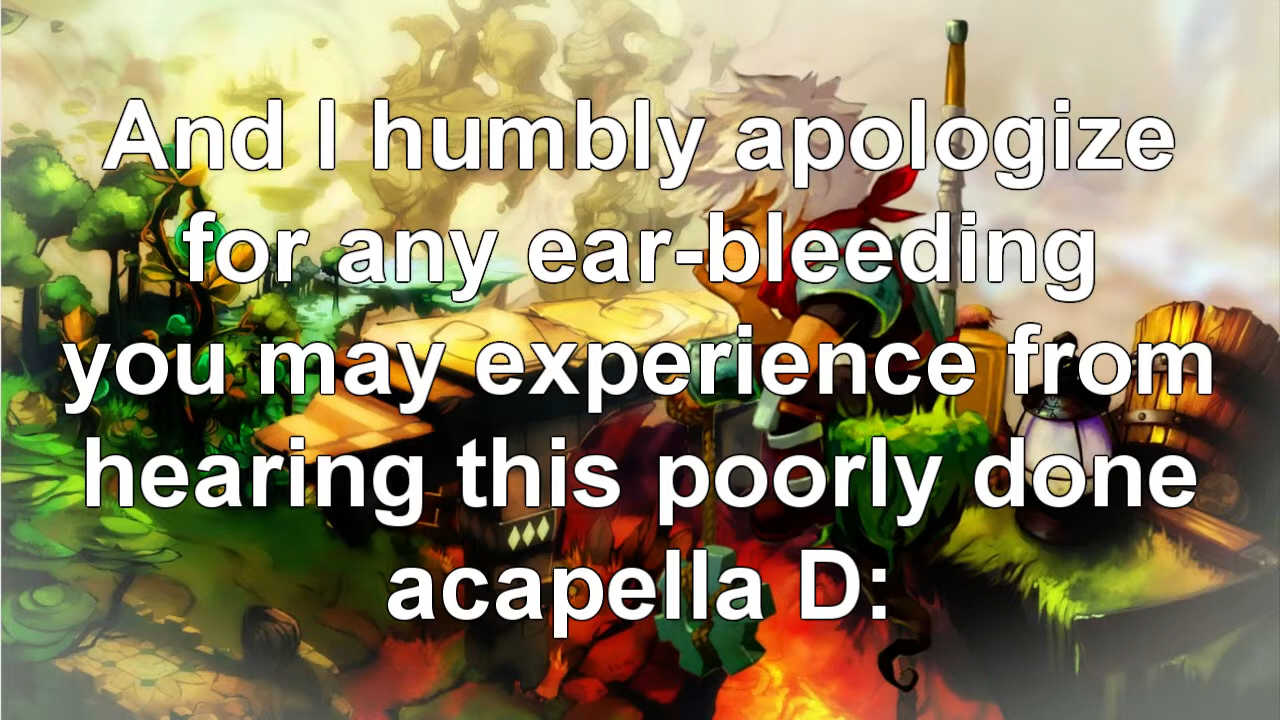 And I humbly apologize
for any ear-bleeding
you may experience from
hearing this poorly done
acapella D: